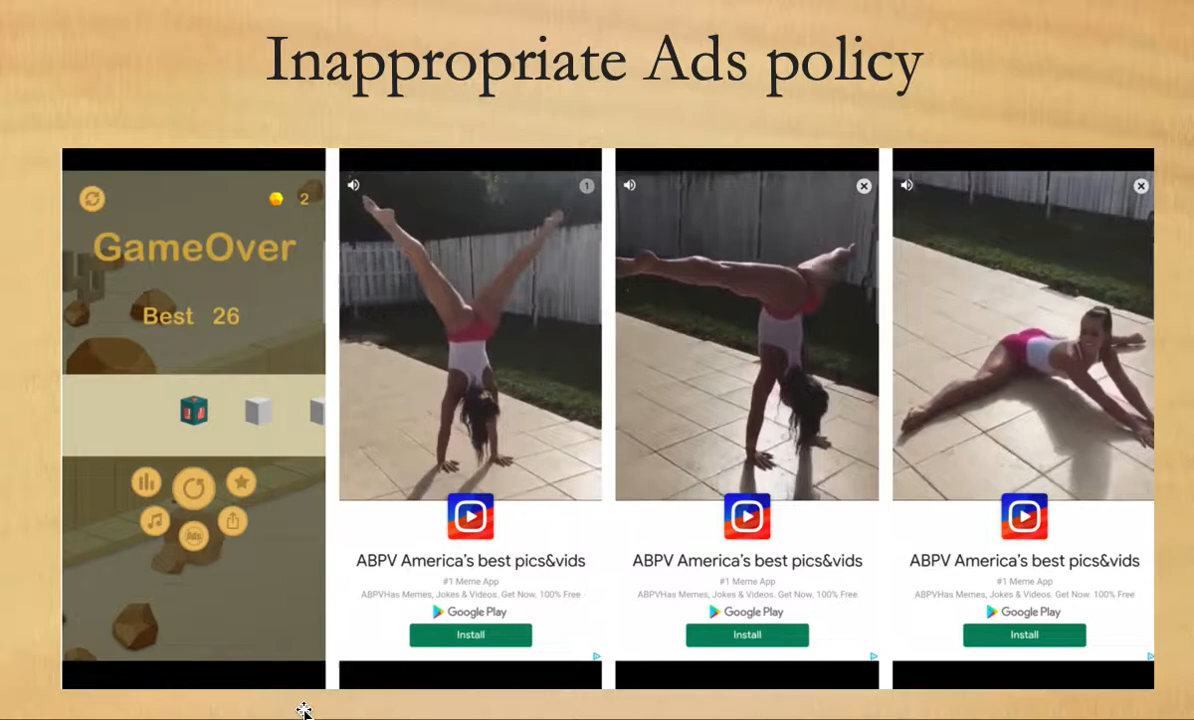 Inappropriate Ads policy
2
GameOver
Best 26
1
ABPV America's best pics&vids
#1 Meme App
ABPVHas Memes, Jokes & Videos. Get Now. 100% Free
Google Play
Install
ABPV America's best pics&vids
#1 Meme App
ABPVHas Memes, Jokes & Videos. Get Now. 100% Free
Google Play
Install
ABPV America's best pics&vids
#1 Meme App
ABPVHas Memes, Jokes & Videos. Get Now. 100% Free
Google Play
Install